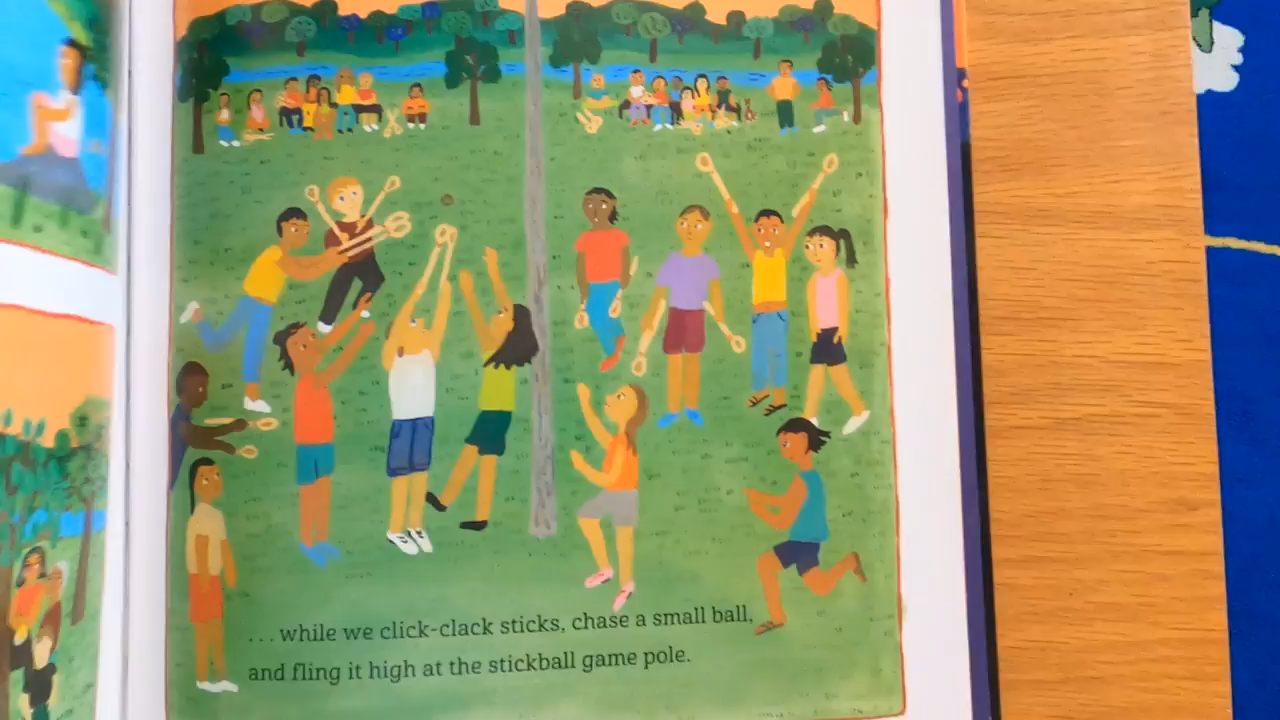 . . . while we click-clack sticks, chase a small ball,
and fling it high at the stickball game pole.